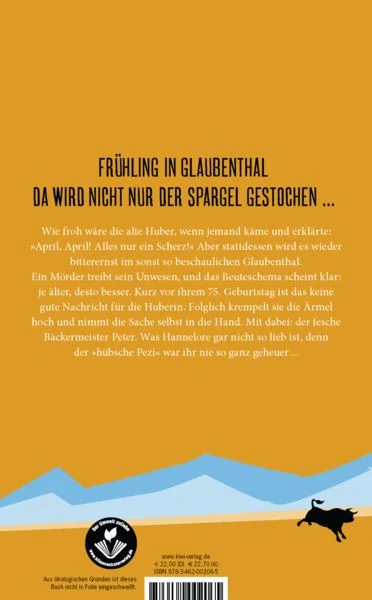 FRÜHLING IN GLAUBENTHAL
DA WIRD NICHT NUR DER SPARGEL GESTOCHEN ...
Wie froh wäre die alte Huber, wenn jemand käme und erklärte:
»April, April! Alles nur ein Scherz!« Aber stattdessen wird es wieder
bitterernst im sonst so beschaulichen Glaubenthal.
Ein Mörder treibt sein Unwesen, und das Beuteschema scheint klar:
je älter, desto besser. Kurz vor ihrem 75. Geburtstag ist das keine
gute Nachricht für die Huberin. Folglich krempelt sie die Ärmel
hoch und nimmt die Sache selbst in die Hand. Mit dabei: der fesche
Bäckermeister Peter. Was Hannelore gar nicht so lieb ist, denn
der »hübsche Pezi« war ihr nie so ganz geheuer ...
Der Umwelt zuliebe
www.klimaneutralerverlag.de
Aus ökologischen Gründen ist dieses
Buch nicht in Folie eingeschweißt.
www.kiwi-verlag.de
€ 22,00 (D) € 22,70 (A)
ISBN 978-3-462-00206-5